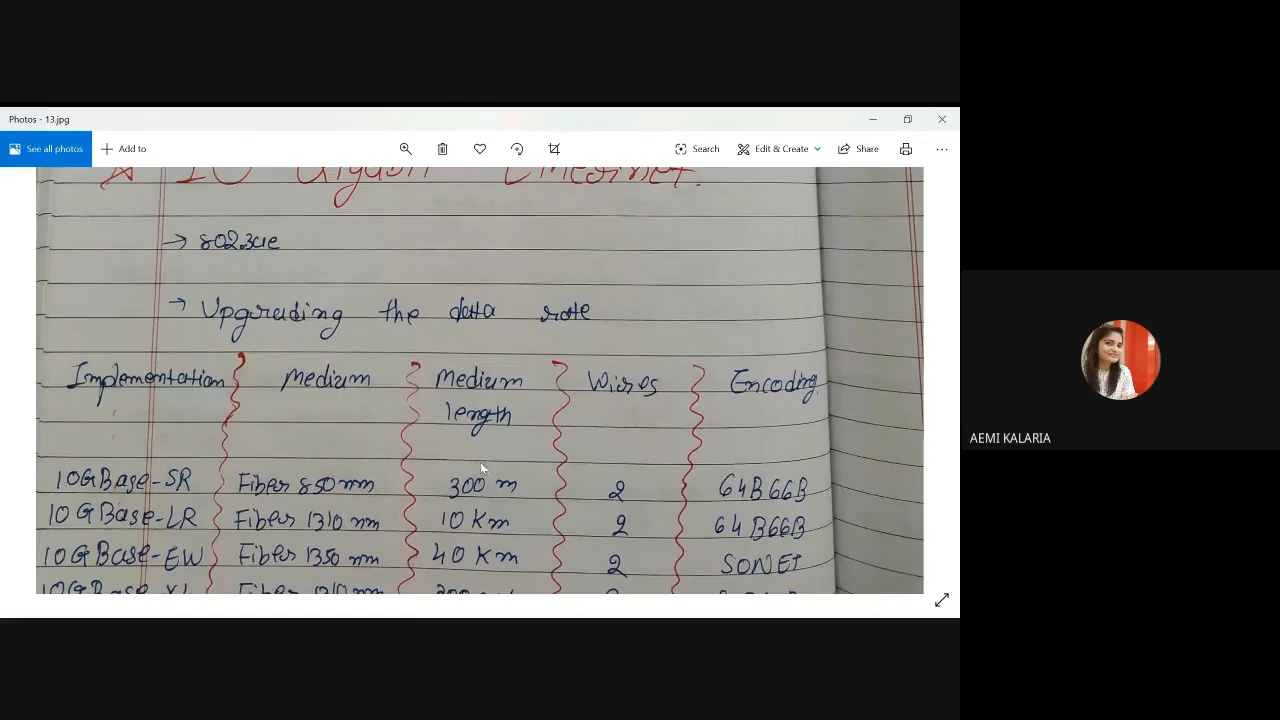 Photos - 13.jpg
See all photos
Add to
Search
Edit & Create
Share
→ 802.3ae
→ Upgrading the data rate
Implementation Medium Medium length Wires Encoding
10GBase-SR Fiber 850 nm 300 m 2 64B66B
10GBase-LR Fiber 1310 nm 10 Km 2 64B66B
10GBase-EW Fiber 1350 nm 40 Km 2 SONET
AEMI KALARIA